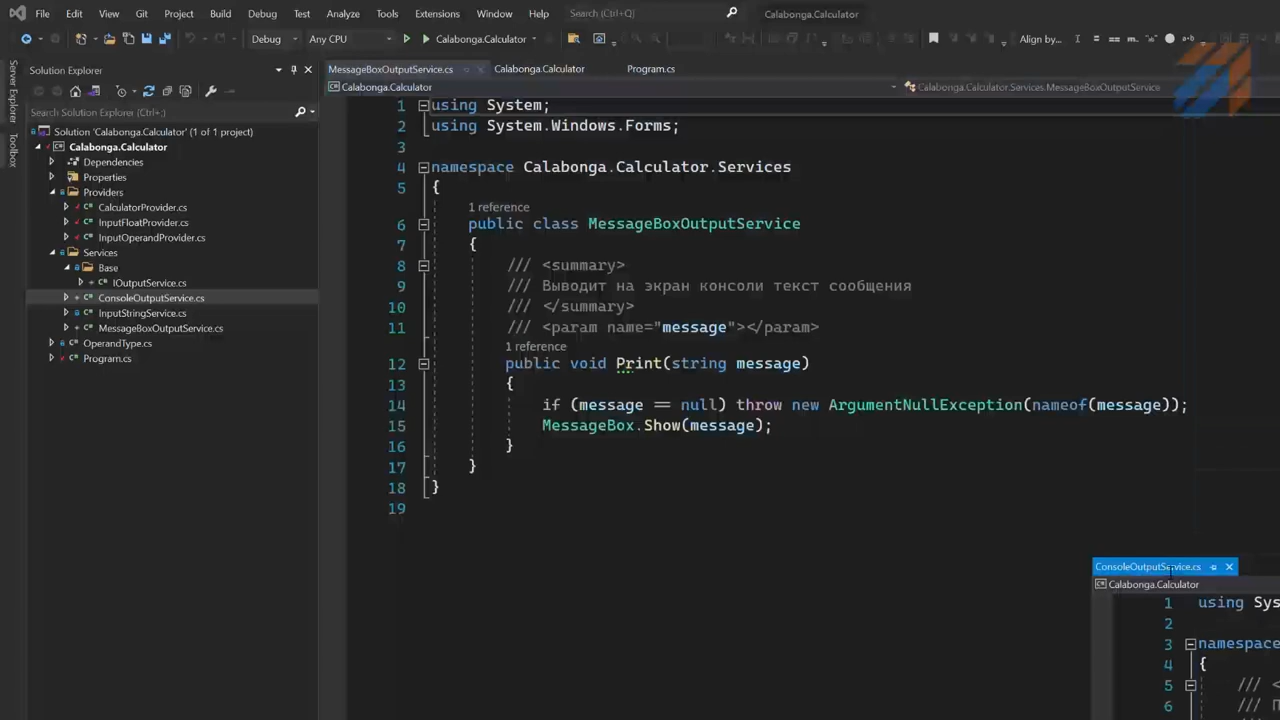 File Edit View Git Project Build Debug Test Analyze Tools Extensions Window Help Search (Ctrl+Q) Calabonga.Calculator
Debug Any CPU Calabonga.Calculator Align by...
Server Explorer
Toolbox
Solution Explorer
Search Solution Explorer (Ctrl+;)
Solution 'Calabonga.Calculator' (1 of 1 project)
Calabonga.Calculator
Dependencies
Properties
Providers
CalculatorProvider.cs
InputFloatProvider.cs
InputOperandProvider.cs
Services
Base
IOutputService.cs
ConsoleOutputService.cs
InputStringService.cs
MessageBoxOutputService.cs
OperandType.cs
Program.cs
MessageBoxOutputService.cs Calabonga.Calculator Program.cs
Calabonga.Calculator Calabonga.Calculator.Services.MessageBoxOutputService
1 using System;
2 using System.Windows.Forms;
3
4 namespace Calabonga.Calculator.Services
5 {
1 reference
6 public class MessageBoxOutputService
7 {
8 /// <summary>
9 /// Выводит на экран консоли текст сообщения
10 /// </summary>
11 /// <param name="message"></param>
1 reference
12 public void Print(string message)
13 {
14 if (message == null) throw new ArgumentNullException(nameof(message));
15 MessageBox.Show(message);
16 }
17 }
18 }
19
ConsoleOutputService.cs
Calabonga.Calculator
1 using Sys
2
3 namespace
4 {
5 /// <
6 /// П